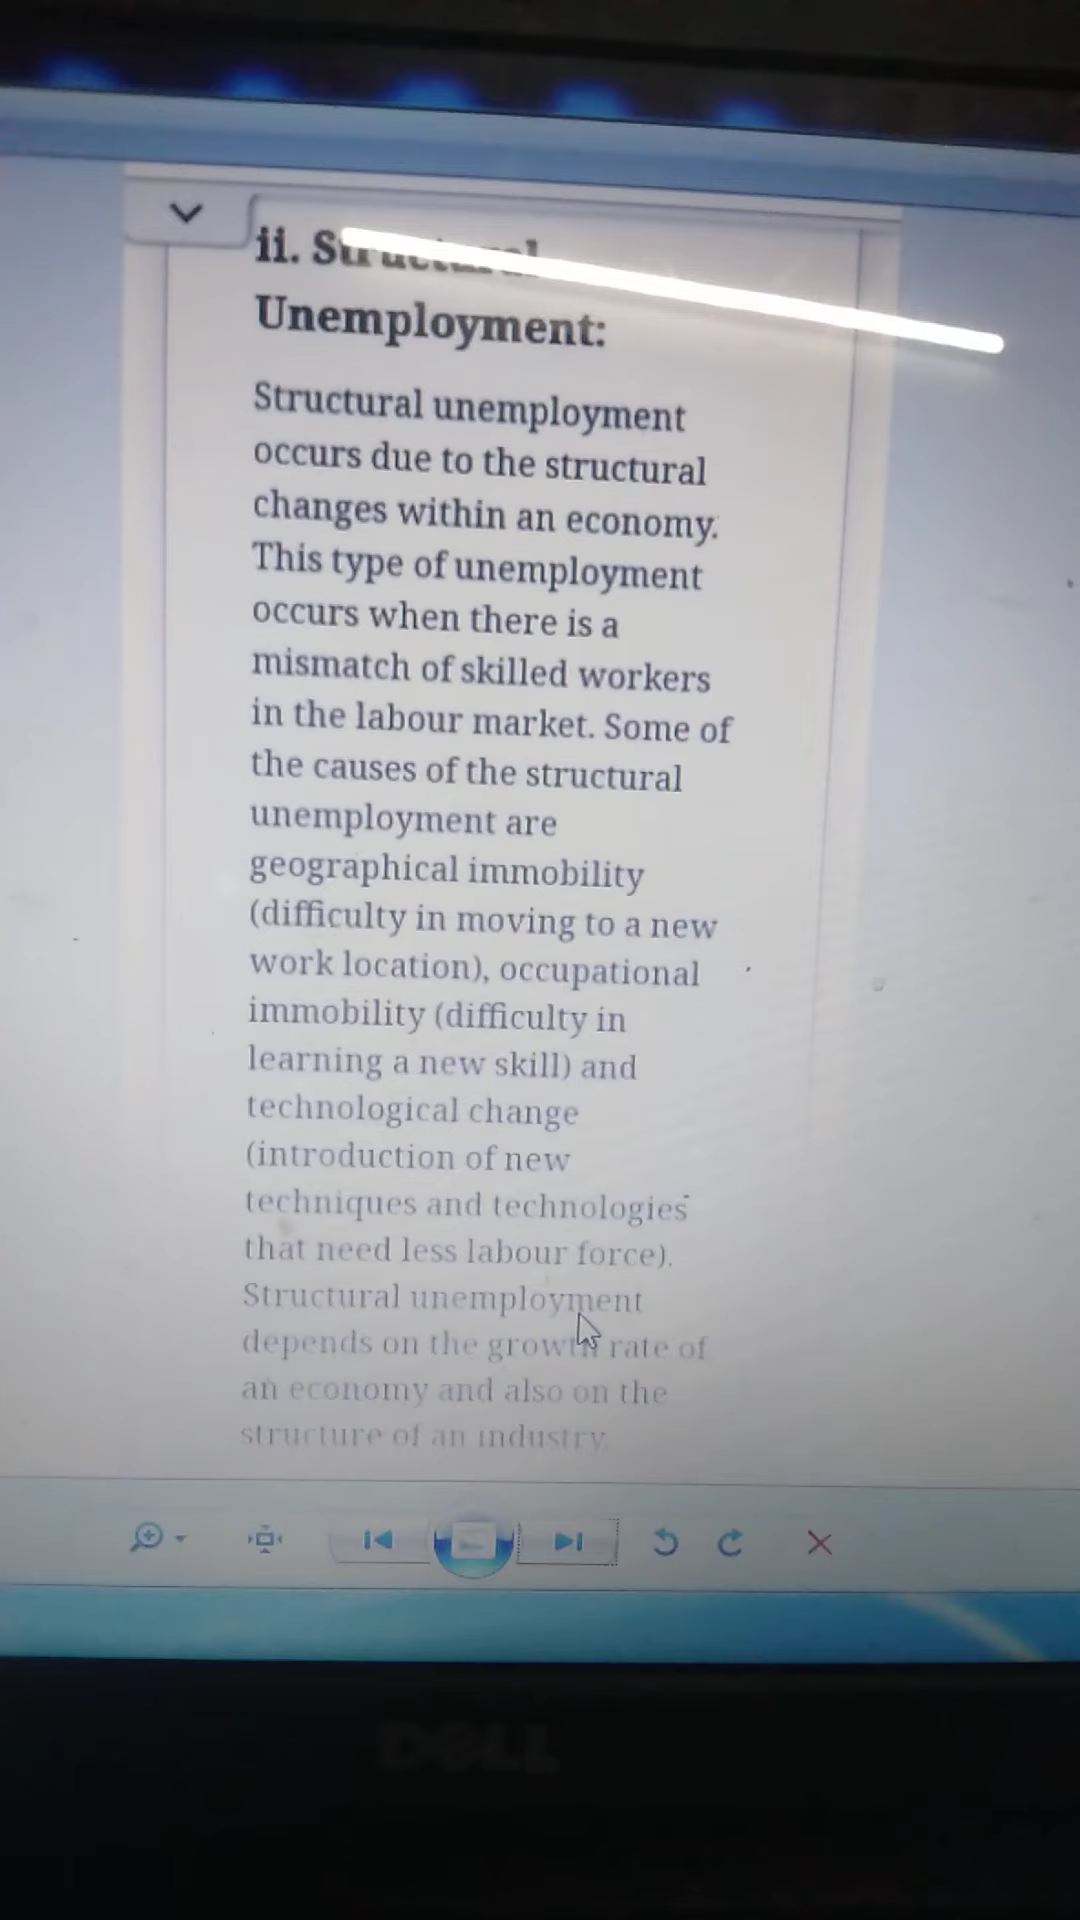 ii. Structural
Unemployment:
Structural unemployment
occurs due to the structural
changes within an economy.
This type of unemployment
occurs when there is a
mismatch of skilled workers
in the labour market. Some of
the causes of the structural
unemployment are
geographical immobility
(difficulty in moving to a new
work location), occupational
immobility (difficulty in
learning a new skill) and
technological change
(introduction of new
techniques and technologies
that need less labour force).
Structural unemployment
depends on the growth rate of
an economy and also on the
structure of an industry.
DELL